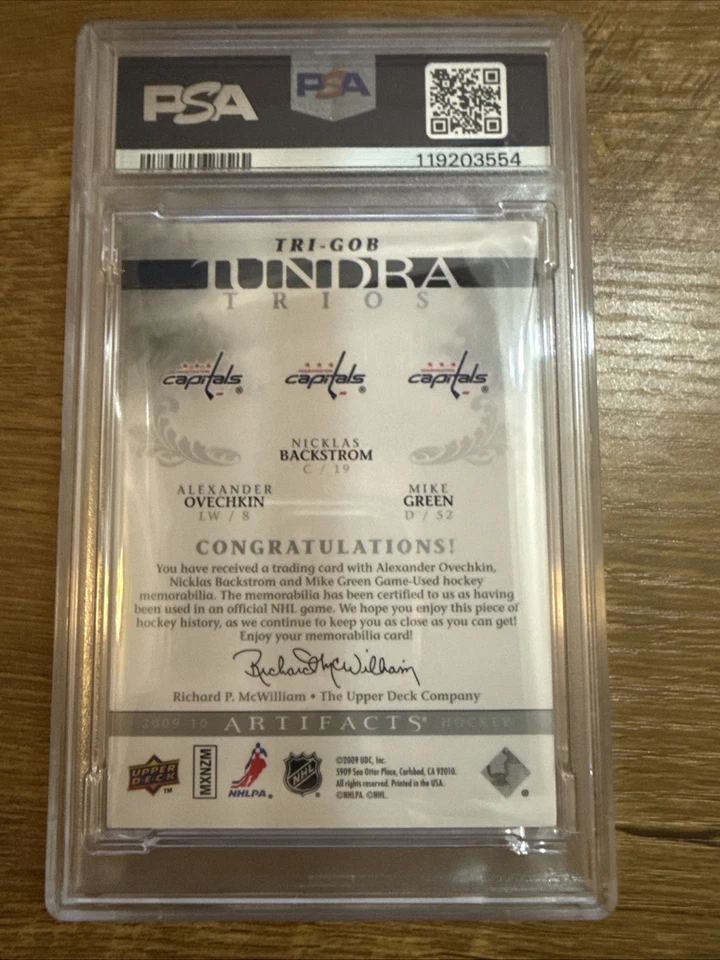 PSA PSA
119203554
TRI-GOB
TUNDRA
TRIOS
capitals capitals capitals
NICKLAS
BACKSTROM
C / 19
ALEXANDER
OVECHKIN
LW / 8
MIKE
GREEN
D / 52
CONGRATULATIONS!
You have received a trading card with Alexander Ovechkin,
Nicklas Backstrom and Mike Green Game-Used hockey
memorabilia. The memorabilia has been certified to us as having
been used in an official NHL game. We hope you enjoy this piece of
hockey history, as we continue to keep you as close as you can get!
Enjoy your memorabilia card!
Richard McWilliam
Richard P. McWilliam • The Upper Deck Company
2009-10 ARTIFACTS® HOCKEY
UPPER DECK™
MXNZM
NHLPA®
NHL
©2009 UDC, Inc.
5909 Sea Otter Place, Carlsbad, CA 92010.
All rights reserved. Printed in the USA.
©NHLPA. ©NHL.